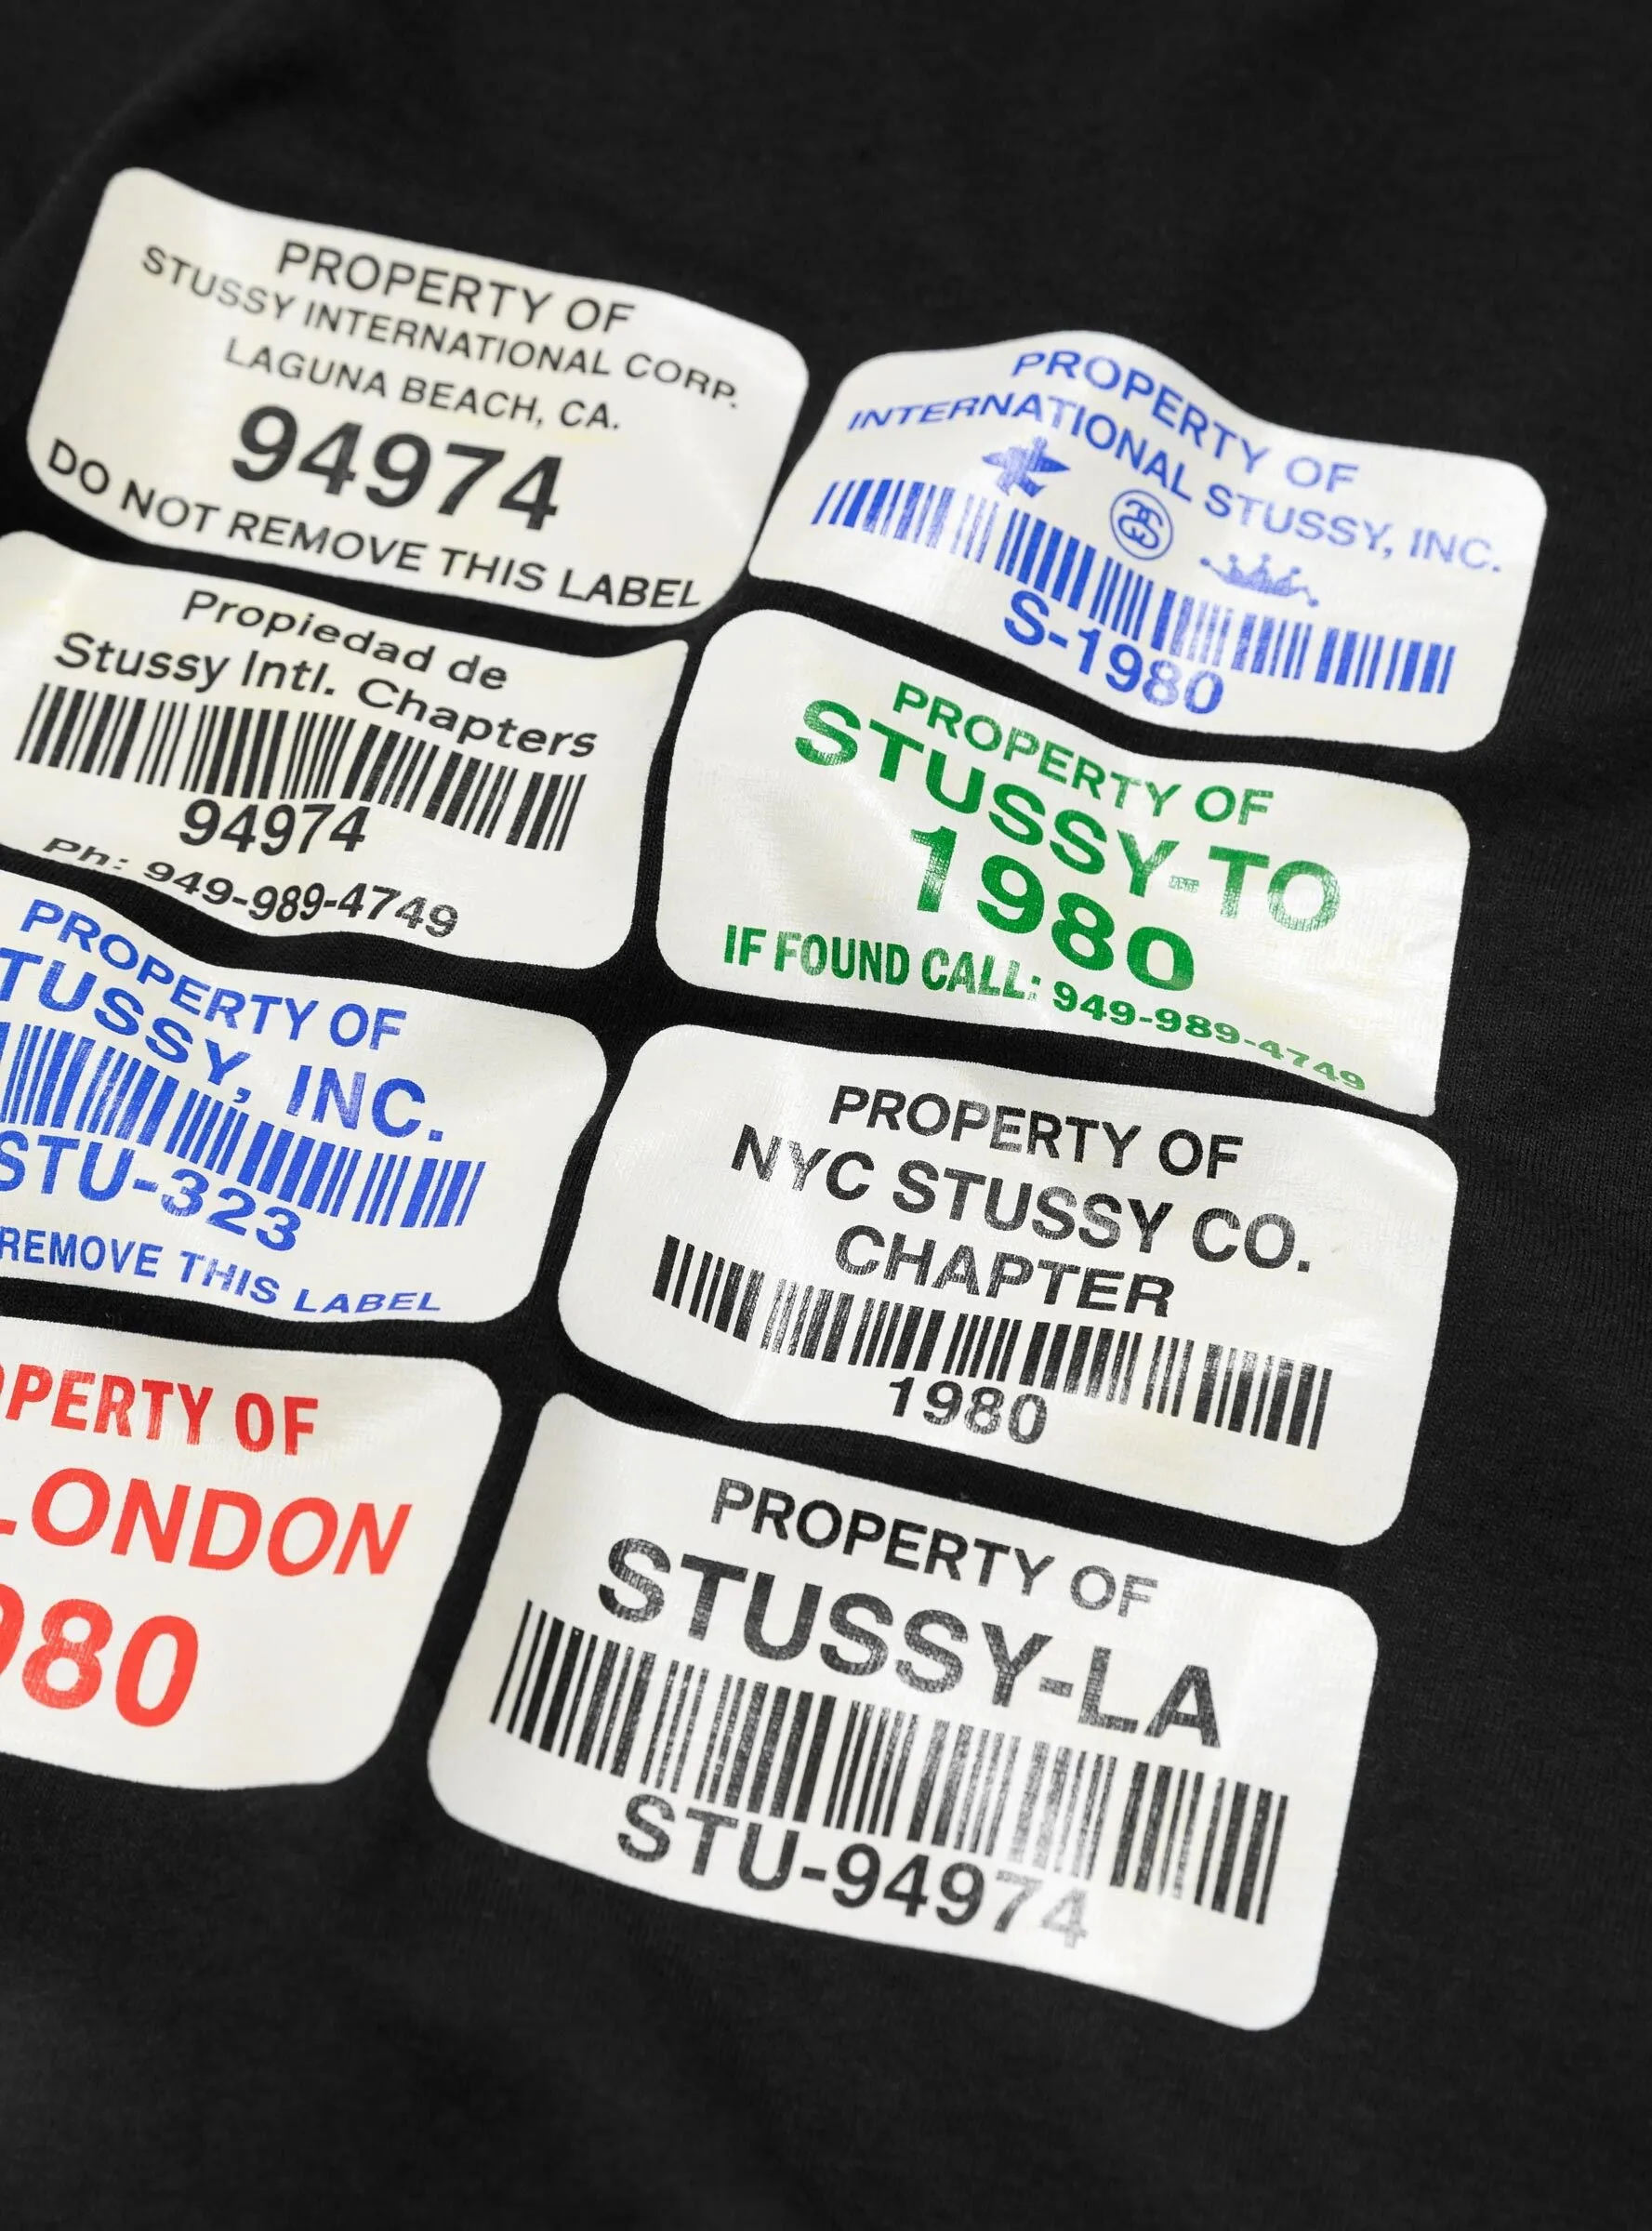 PROPERTY OF
STUSSY INTERNATIONAL CORP.
LAGUNA BEACH, CA.
94974
DO NOT REMOVE THIS LABEL
PROPERTY OF
INTERNATIONAL STUSSY, INC.
S-1980
Propiedad de
Stussy Intl. Chapters
94974
Ph: 949-989-4749
PROPERTY OF
STUSSY-TO
1980
IF FOUND CALL: 949-989-4749
PROPERTY OF
TUSSY, INC.
STU-323
REMOVE THIS LABEL
PROPERTY OF
NYC STUSSY CO.
CHAPTER
1980
OPERTY OF
LONDON
980
PROPERTY OF
STUSSY-LA
STU-94974